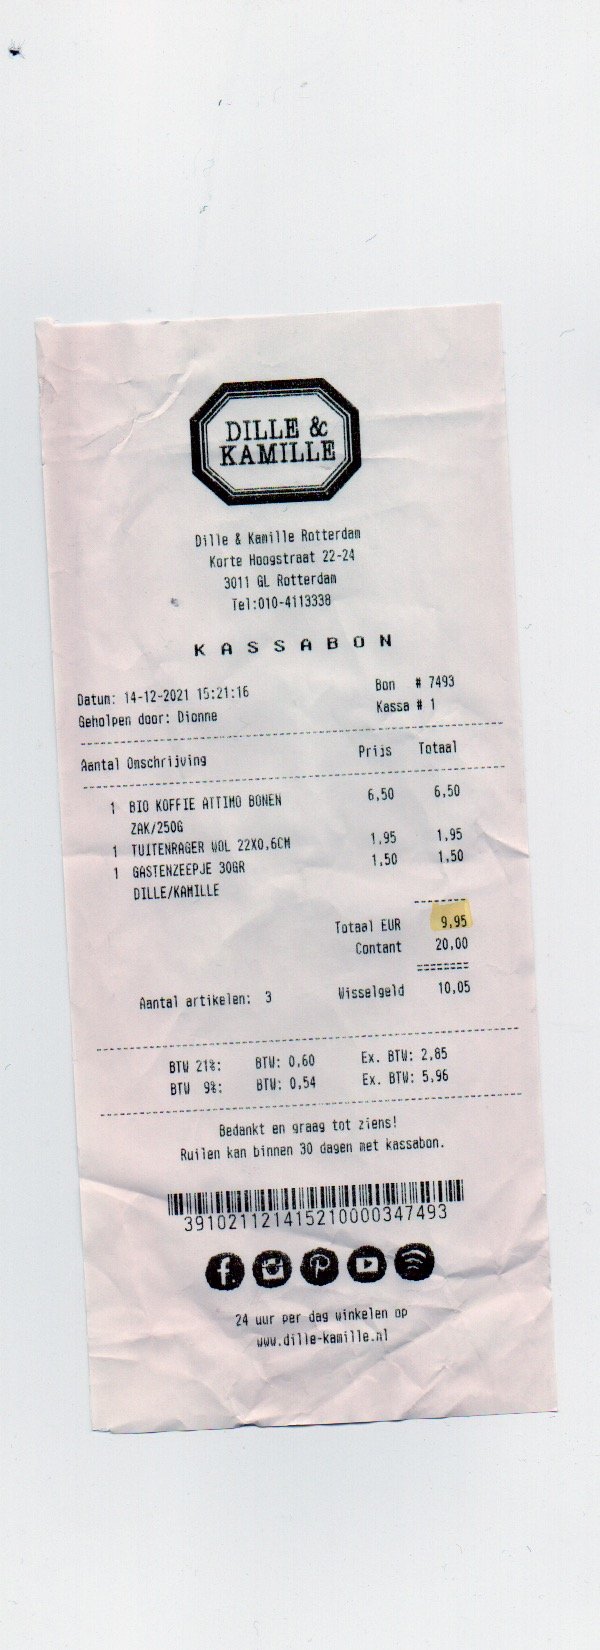 DILLE &
KAMILLE
Dille & Kamille Rotterdam
Korte Hoogstraat 22-24
3011 GL Rotterdam
Tel:010-4113338
KASSABON
Datum: 14-12-2021 15:21:16 Bon # 7493
Geholpen door: Dionne Kassa # 1
Aantal Omschrijving Prijs Totaal
1 BIO KOFFIE ATTIMO BONEN 6,50 6,50
ZAK/250G
1 TUITENRAGER WOL 22X0,6CM 1,95 1,95
1 GASTENZEEPJE 30GR 1,50 1,50
DILLE/KAMILLE
Totaal EUR 9,95
Contant 20,00
========
Aantal artikelen: 3 Wisselgeld 10,05
BTW 21%: BTW: 0,60 Ex. BTW: 2,85
BTW 9%: BTW: 0,54 Ex. BTW: 5,96
Bedankt en graag tot ziens!
Ruilen kan binnen 30 dagen met kassabon.
391021121415210000347493
24 uur per dag winkelen op
www.dille-kamille.nl